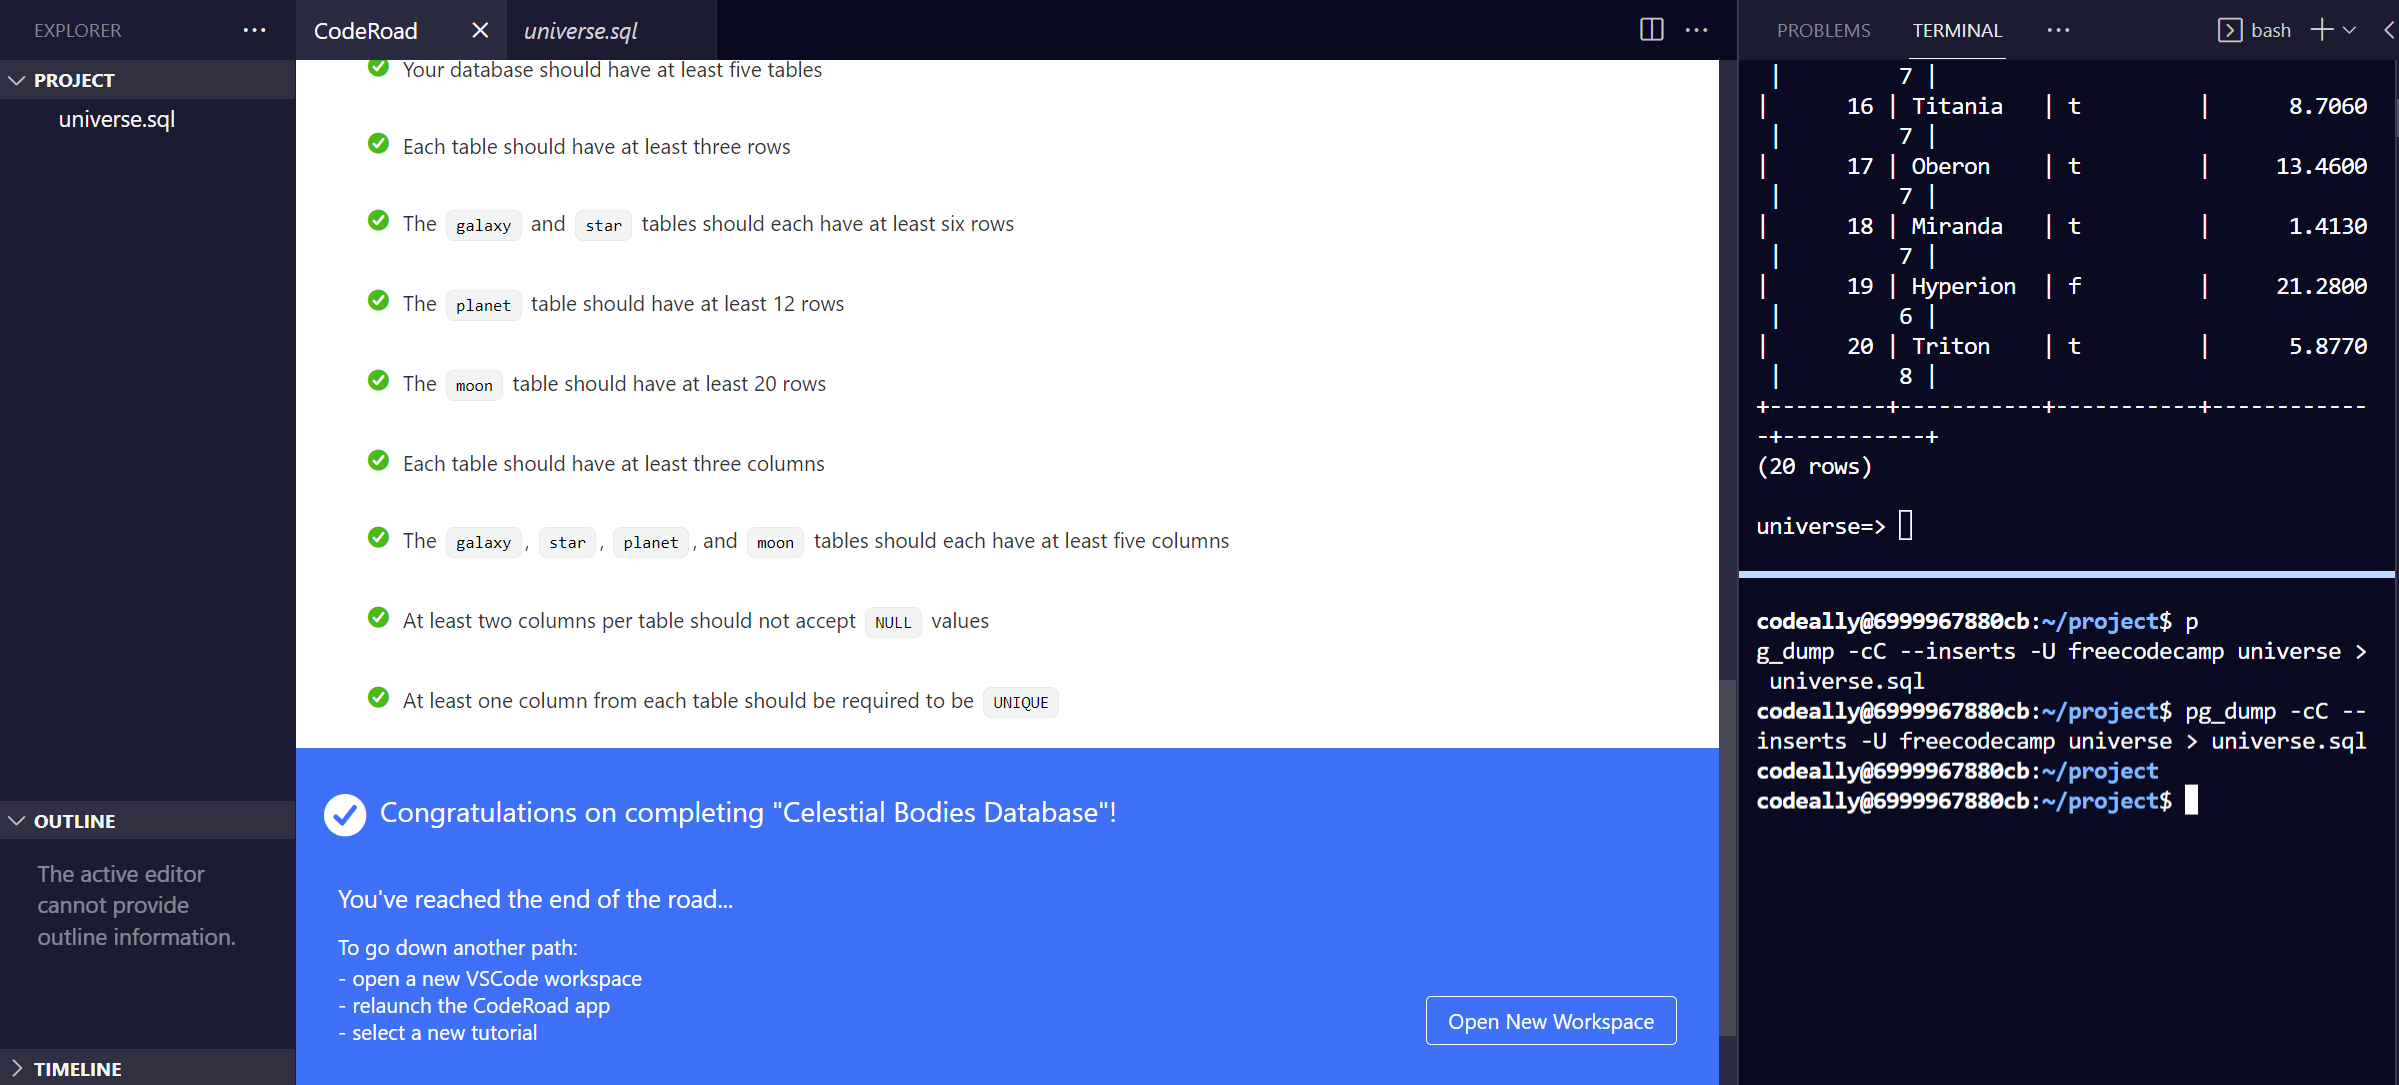 EXPLORER ···
PROJECT
universe.sql
OUTLINE
The active editor
cannot provide
outline information.
TIMELINE
CodeRoad
universe.sql
···
Your database should have at least five tables
Each table should have at least three rows
The galaxy and star tables should each have at least six rows
The planet table should have at least 12 rows
The moon table should have at least 20 rows
Each table should have at least three columns
The galaxy , star , planet , and moon tables should each have at least five columns
At least two columns per table should not accept NULL values
At least one column from each table should be required to be UNIQUE
Congratulations on completing "Celestial Bodies Database"!
You've reached the end of the road...
To go down another path:
- open a new VSCode workspace
- relaunch the CodeRoad app
- select a new tutorial
Open New Workspace
PROBLEMS TERMINAL ··· bash
|         7 |
|      16 | Titania   | t         |      8.7060
|         7 |
|      17 | Oberon    | t         |     13.4600
|         7 |
|      18 | Miranda   | t         |      1.4130
|         7 |
|      19 | Hyperion  | f         |     21.2800
|         6 |
|      20 | Triton    | t         |      5.8770
|         8 |
+---------+-----------+-----------+------------
-+-----------+
(20 rows)
universe=>
codeally@6999967880cb:~/project$ p
g_dump -cC --inserts -U freecodecamp universe >
universe.sql
codeally@6999967880cb:~/project$ pg_dump -cC --
inserts -U freecodecamp universe > universe.sql
codeally@6999967880cb:~/project
codeally@6999967880cb:~/project$